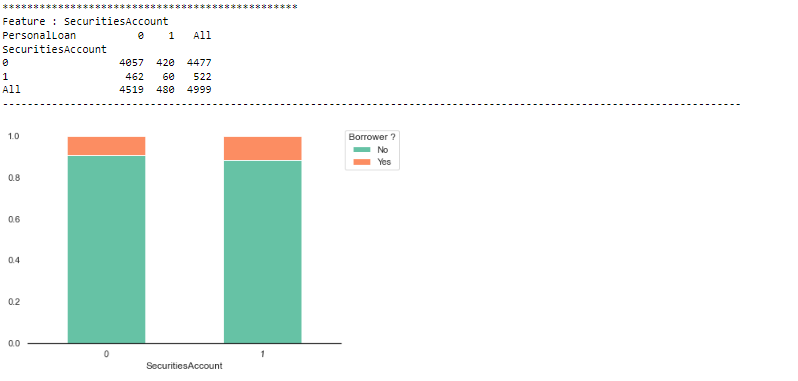 ************************************************
Feature : SecuritiesAccount
PersonalLoan 0 1 All
SecuritiesAccount
0 4057 420 4477
1 462 60 522
All 4519 480 4999
------------------------------------------------------------------------------------------------------------------------
1.0
0.8
0.6
0.4
0.2
0.0
0 1
SecuritiesAccount
Borrower ?
No
Yes